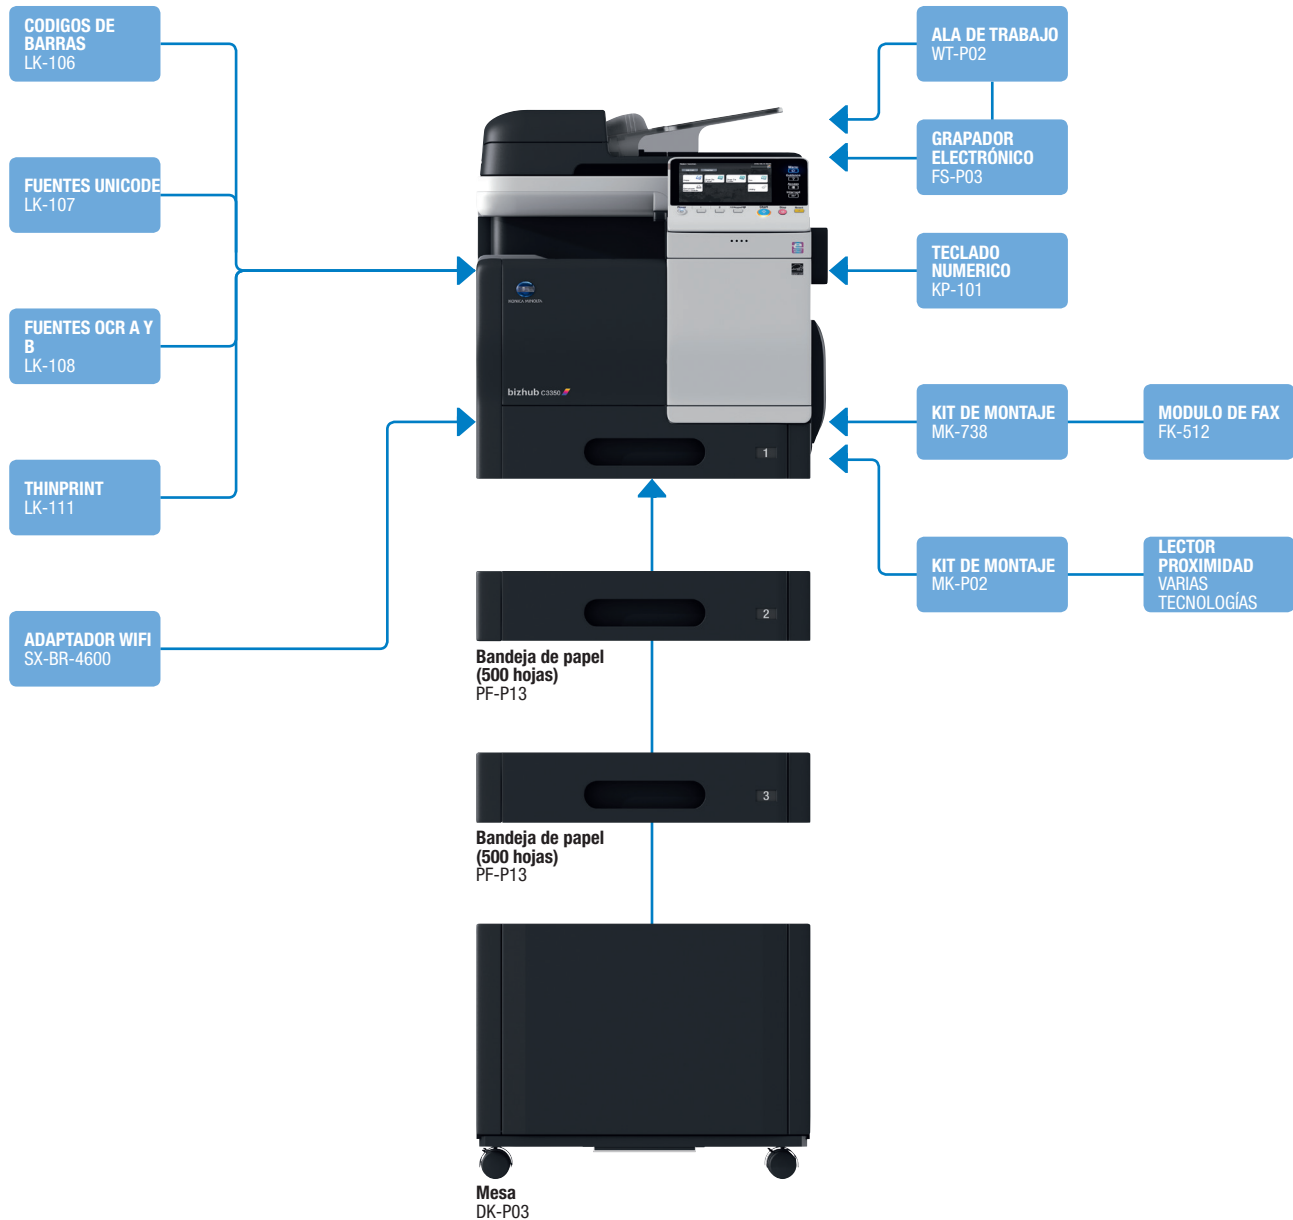 CODIGOS DE
BARRAS
LK-106
FUENTES UNICODE
LK-107
FUENTES OCR A Y
B
LK-108
THINPRINT
LK-111
ADAPTADOR WIFI
SX-BR-4600
ALA DE TRABAJO
WT-P02
GRAPADOR
ELECTRÓNICO
FS-P03
TECLADO
NUMERICO
KP-101
KIT DE MONTAJE
MK-738
MODULO DE FAX
FK-512
KIT DE MONTAJE
MK-P02
LECTOR
PROXIMIDAD
VARIAS
TECNOLOGÍAS
KONICA MINOLTA
bizhub C3350
1
2
Bandeja de papel
(500 hojas)
PF-P13
3
Bandeja de papel
(500 hojas)
PF-P13
Mesa
DK-P03